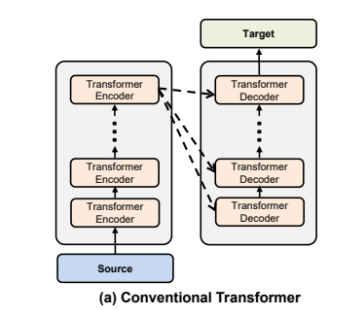 Target
Transformer
Encoder
Transformer
Decoder
Transformer
Encoder
Transformer
Decoder
Transformer
Encoder
Transformer
Decoder
Source
(a) Conventional Transformer